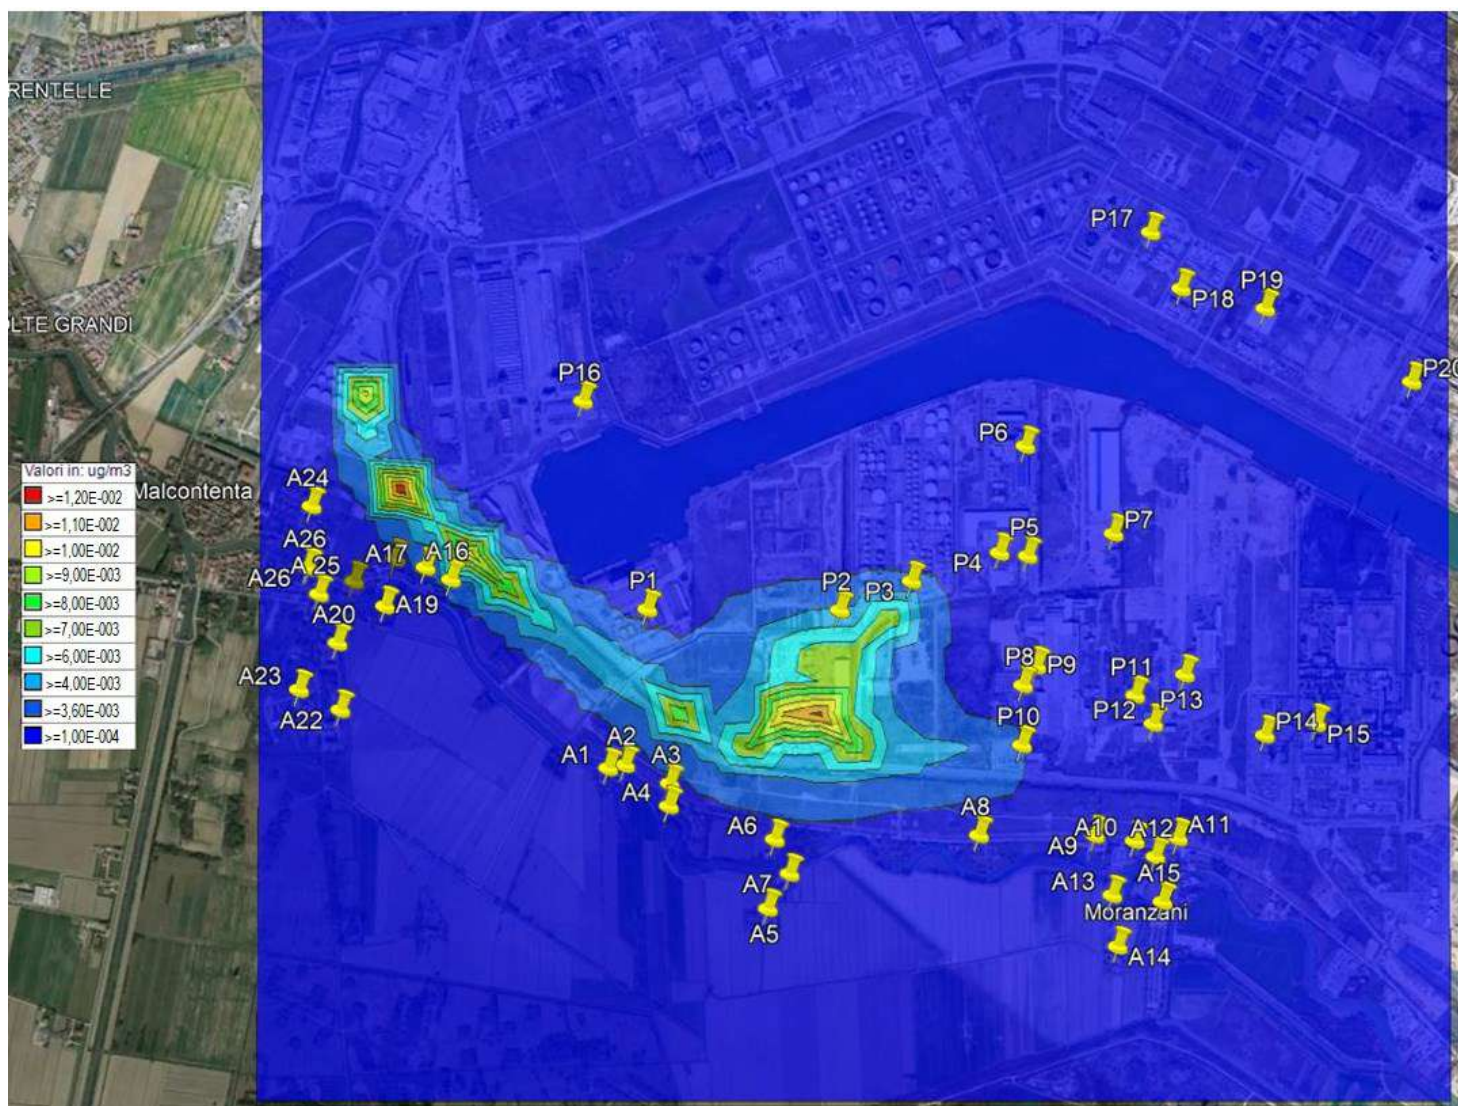 RENTELLE
P17
P18
P19
OLTE GRANDI
P16
P20
P6
Valori in: ug/m3
>=1,20E-002
>=1,10E-002
>=1,00E-002
>=9,00E-003
>=8,00E-003
>=7,00E-003
>=6,00E-003
>=4,00E-003
>=3,60E-003
>=1,00E-004
Malcontenta
A24
A26
A25
A26
A17
A16
A20
A19
A23
A22
P1
P2
P3
P4
P5
P7
P8
P9
P10
P11
P12
P13
P14
P15
A1
A2
A3
A4
A6
A7
A5
A8
A9
A10
A12
A11
A13
A15
Moranzani
A14